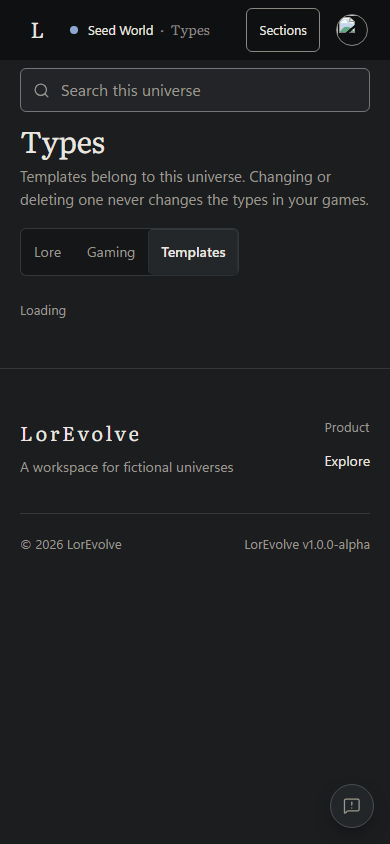 L
Seed World · Types
Sections
Search this universe
Types
Templates belong to this universe. Changing or
deleting one never changes the types in your games.
Lore
Gaming
Templates
Loading
LorEvolve
A workspace for fictional universes
Product
Explore
© 2026 LorEvolve
LorEvolve v1.0.0-alpha